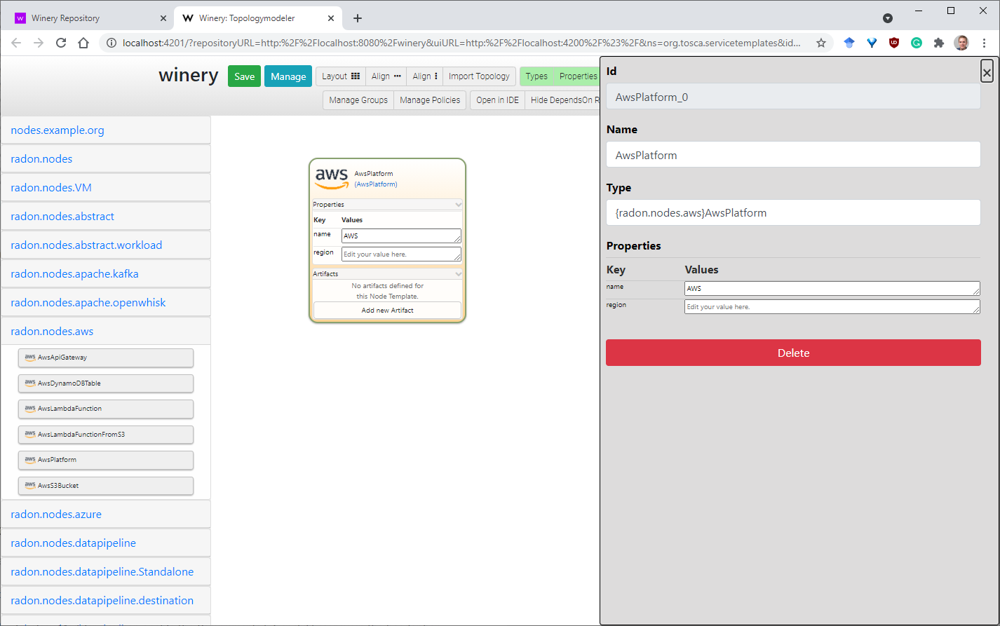 Winery Repository
Winery: Topologymodeler
localhost:4201/?repositoryURL=http:%2F%2Flocalhost:8080%2Fwinery&uiURL=http:%2F%2Flocalhost:4200%2F%23%2F&ns=org.tosca.servicetemplates&id...
winery
Save
Manage
Layout
Align
Align
Import Topology
Types
Properties
Manage Groups
Manage Policies
Open in IDE
Hide DependsOn R
nodes.example.org
radon.nodes
radon.nodes.VM
radon.nodes.abstract
radon.nodes.abstract.workload
radon.nodes.apache.kafka
radon.nodes.apache.openwhisk
radon.nodes.aws
aws AwsApiGateway
aws AwsDynamoDBTable
aws AwsLambdaFunction
aws AwsLambdaFunctionFromS3
aws AwsPlatform
aws AwsS3Bucket
radon.nodes.azure
radon.nodes.datapipeline
radon.nodes.datapipeline.Standalone
radon.nodes.datapipeline.destination
aws
AwsPlatform
(AwsPlatform)
Properties
Key Values
name AWS
region Edit your value here.
Artifacts
No artifacts defined for
this Node Template.
Add new Artifact
Id
AwsPlatform_0
Name
AwsPlatform
Type
{radon.nodes.aws}AwsPlatform
Properties
Key Values
name AWS
region Edit your value here.
Delete